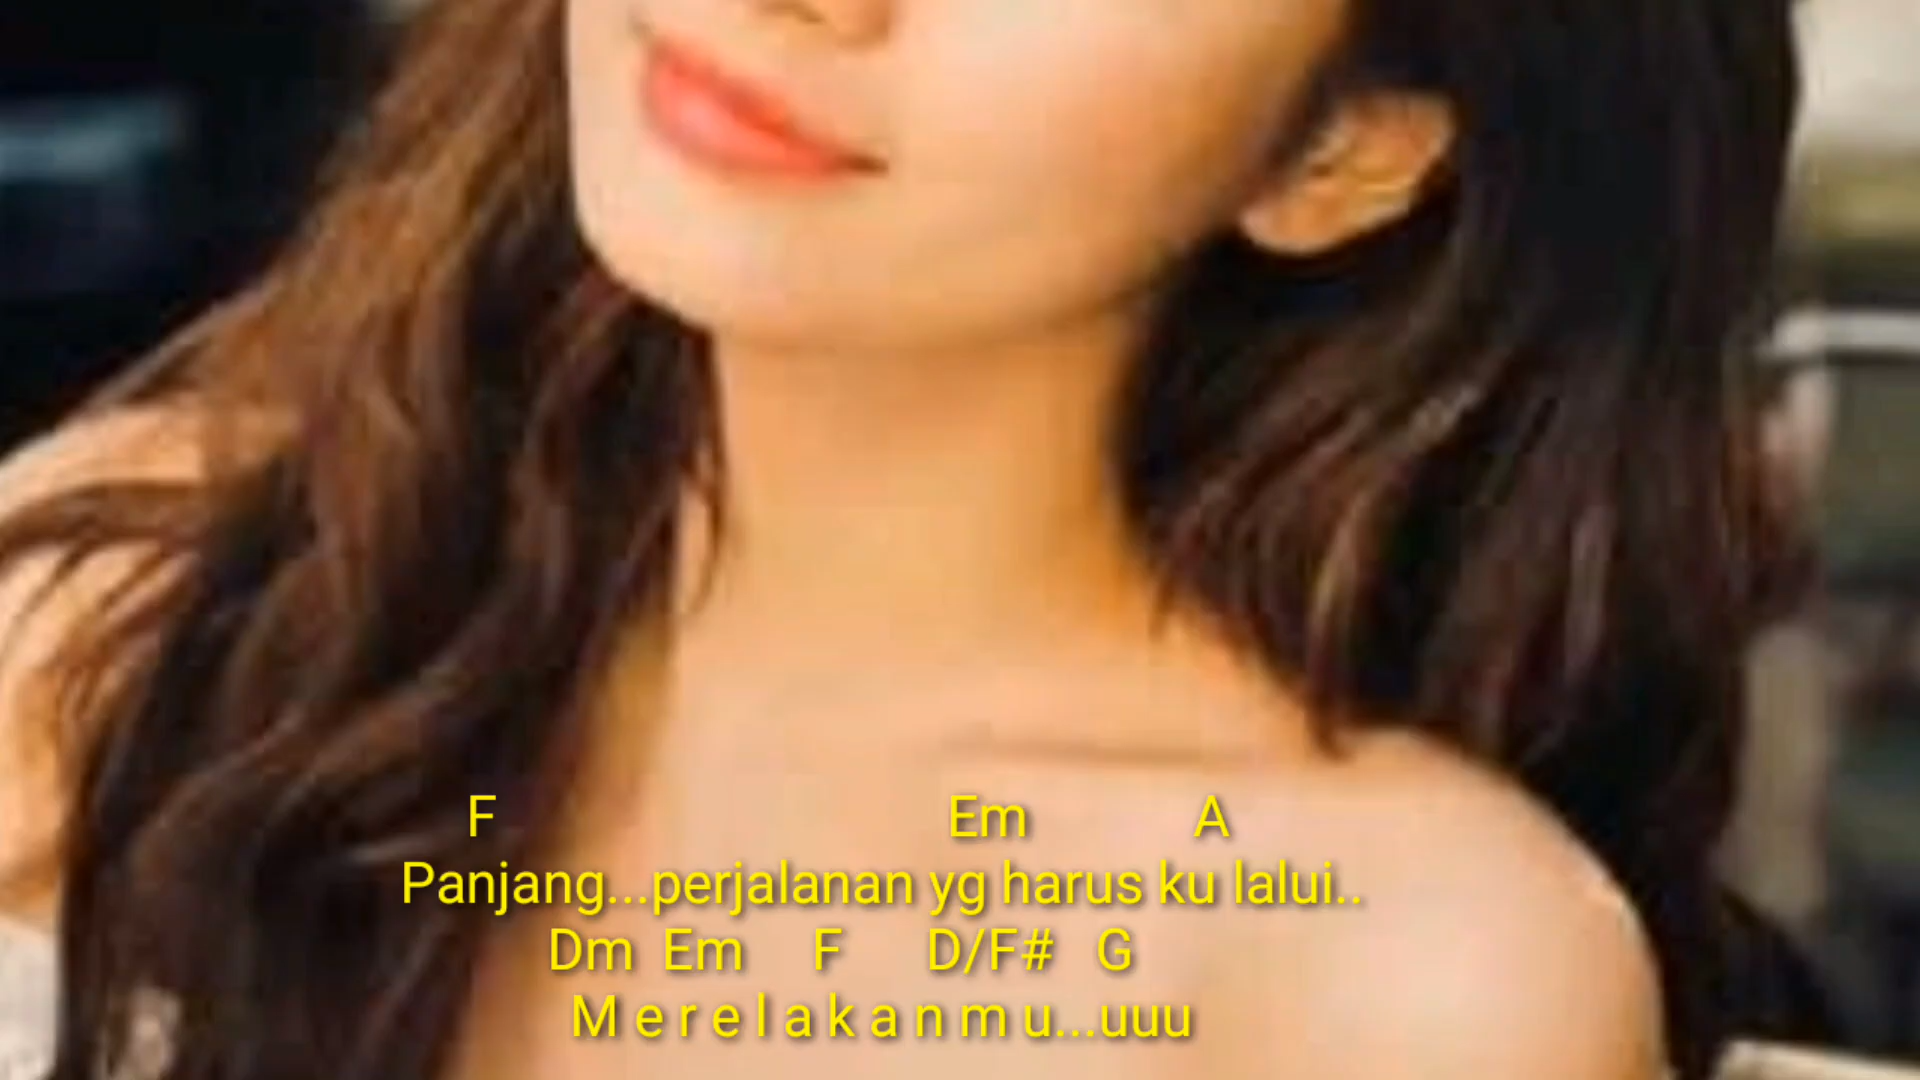 F Em A
Panjang...perjalanan yg harus ku lalui..
Dm Em F D/F# G
M e r e l a k a n m u...uuu